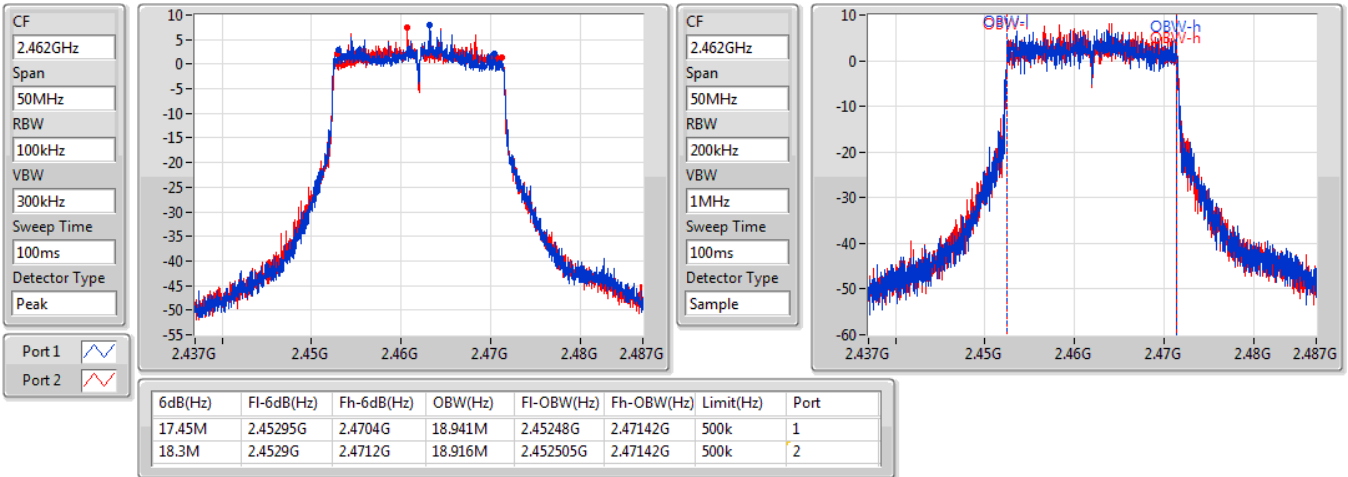 CF
2.462GHz
Span
50MHz
RBW
100kHz
VBW
300kHz
Sweep Time
100ms
Detector Type
Peak
Port 1
Port 2
10
5
0
-5
-10
-15
-20
-25
-30
-35
-40
-45
-50
-55
2.437G 2.45G 2.46G 2.47G 2.48G 2.487G
CF
2.462GHz
Span
50MHz
RBW
200kHz
VBW
1MHz
Sweep Time
100ms
Detector Type
Sample
10
0
-10
-20
-30
-40
-50
-60
OBW-l
OBW-h
OBW-h
2.437G 2.45G 2.46G 2.47G 2.48G 2.487G
6dB(Hz) Fl-6dB(Hz) Fh-6dB(Hz) OBW(Hz) Fl-OBW(Hz) Fh-OBW(Hz) Limit(Hz) Port
17.45M 2.45295G 2.4704G 18.941M 2.45248G 2.47142G 500k 1
18.3M 2.4529G 2.4712G 18.916M 2.452505G 2.47142G 500k 2